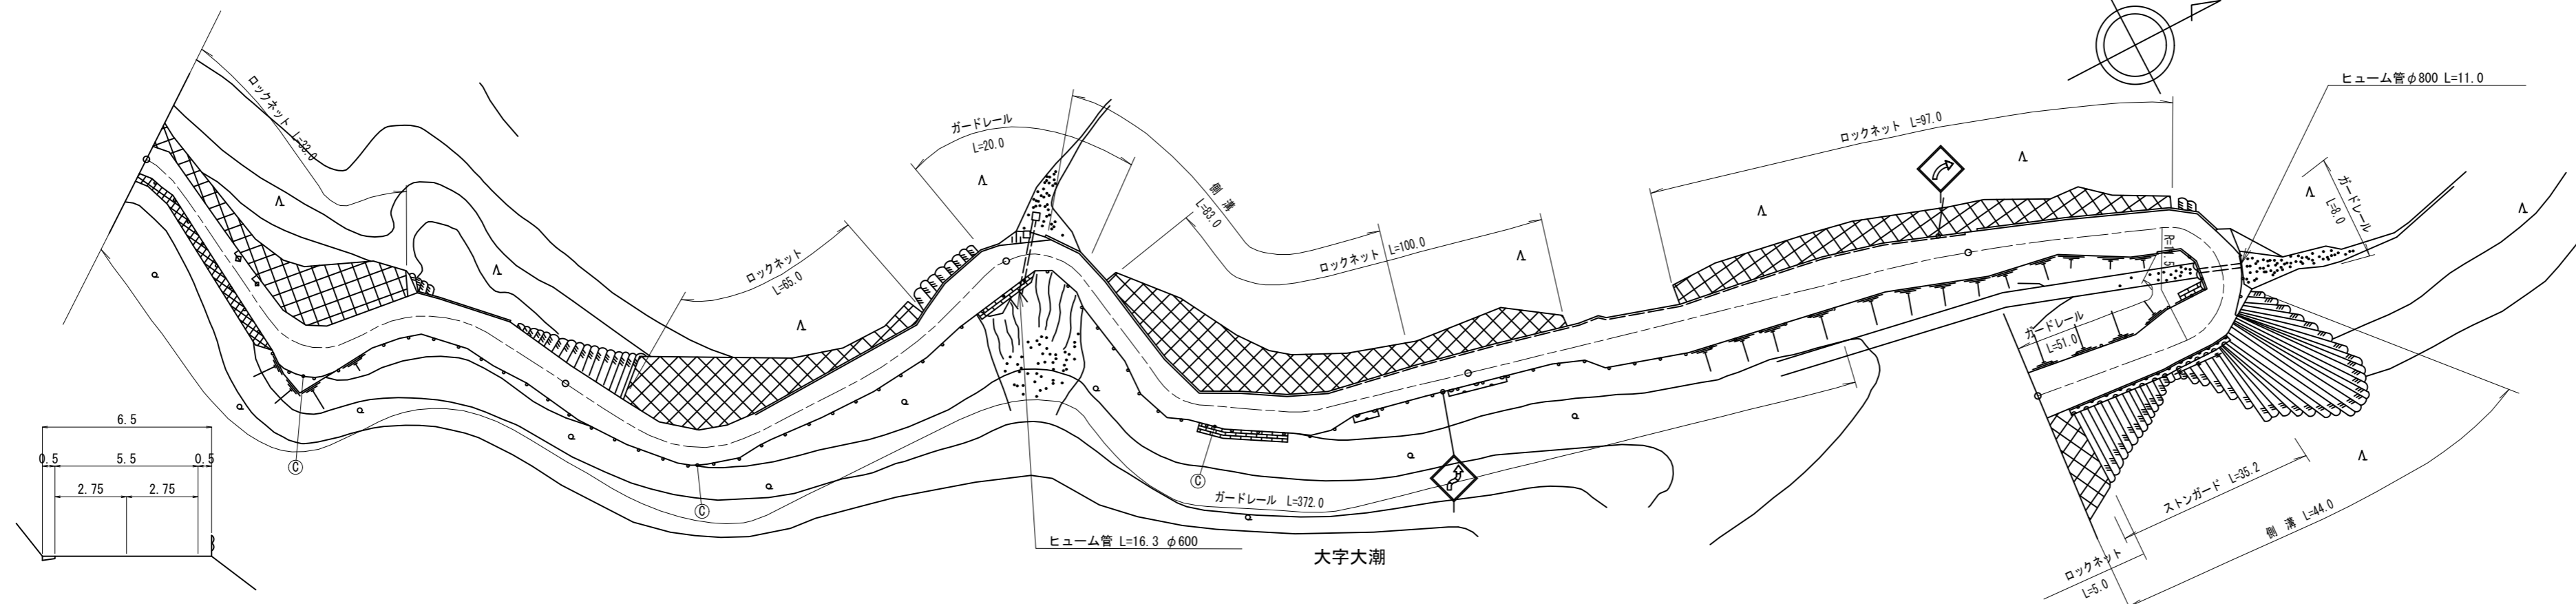 ロックネット L=33.0
ガードレール
L=20.0
側 溝
L=83.0
ロックネット L=100.0
ロックネット
L=65.0
ロックネット L=97.0
ヒューム管φ800 L=11.0
ガードレール
L=8.0
ガードレール
L=51.0
6.5
0.5
5.5
0.5
2.75
2.75
Ⓒ
Ⓒ
Ⓒ
ガードレール L=372.0
ヒューム管 L=16.3 φ600
大字大潮
ストンガード L=35.2
側 溝 L=44.0
ロックネット
L=5.0